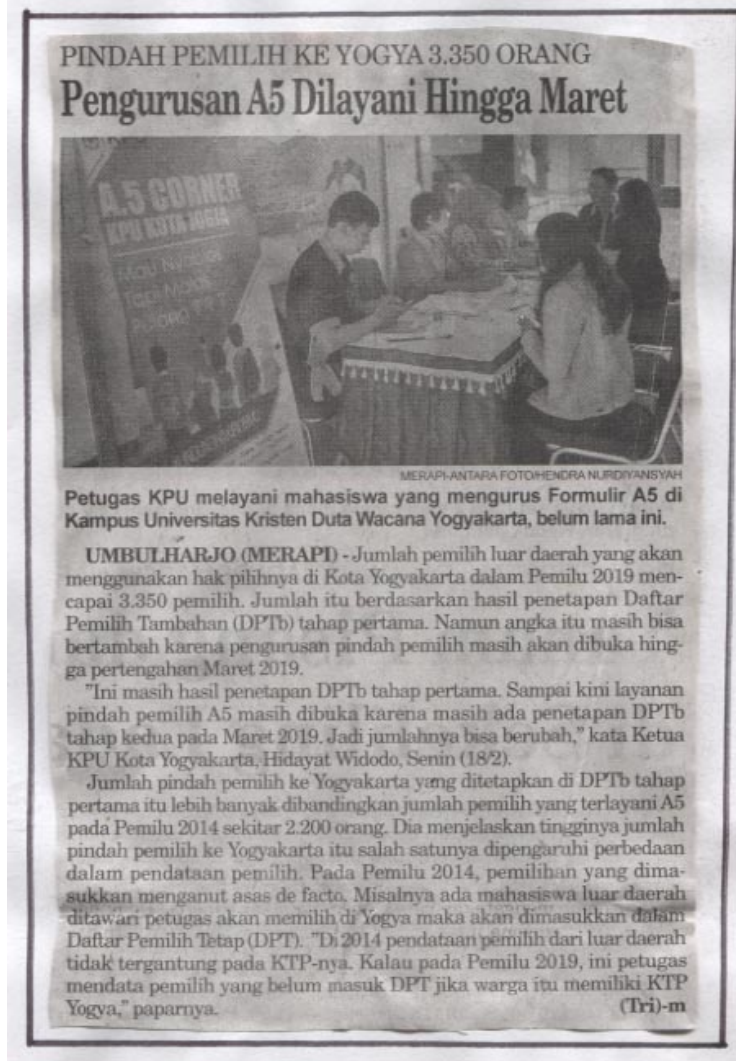 PINDAH PEMILIH KE YOGYA 3.350 ORANG
Pengurusan A5 Dilayani Hingga Maret
A.5 CORNER
KPU KOTA JOGJA
MERAPI-ANTARA FOTO/HENDRA NURDIYANSYAH
Petugas KPU melayani mahasiswa yang mengurus Formulir A5 di
Kampus Universitas Kristen Duta Wacana Yogyakarta, belum lama ini.
UMBULHARJO (MERAPI) - Jumlah pemilih luar daerah yang akan
menggunakan hak pilihnya di Kota Yogyakarta dalam Pemilu 2019 men-
capai 3.350 pemilih. Jumlah itu berdasarkan hasil penetapan Daftar
Pemilih Tambahan (DPTb) tahap pertama. Namun angka itu masih bisa
bertambah karena pengurusan pindah pemilih masih akan dibuka hing-
ga pertengahan Maret 2019.
"Ini masih hasil penetapan DPTb tahap pertama. Sampai kini layanan
pindah pemilih A5 masih dibuka karena masih ada penetapan DPTb
tahap kedua pada Maret 2019. Jadi jumlahnya bisa berubah," kata Ketua
KPU Kota Yogyakarta, Hidayat Widodo, Senin (18/2).
Jumlah pindah pemilih ke Yogyakarta yang ditetapkan di DPTb tahap
pertama itu lebih banyak dibandingkan jumlah pemilih yang terlayani A5
pada Pemilu 2014 sekitar 2.200 orang. Dia menjelaskan tingginya jumlah
pindah pemilih ke Yogyakarta itu salah satunya dipengaruhi perbedaan
dalam pendataan pemilih. Pada Pemilu 2014, pemilihan yang dima-
sukkan menganut asas de facto. Misalnya ada mahasiswa luar daerah
ditawari petugas akan memilih di Yogya maka akan dimasukkan dalam
Daftar Pemilih Tetap (DPT). "Di 2014 pendataan pemilih dari luar daerah
tidak tergantung pada KTP-nya. Kalau pada Pemilu 2019, ini petugas
mendata pemilih yang belum masuk DPT jika warga itu memiliki KTP
Yogya," paparnya. (Tri)-m